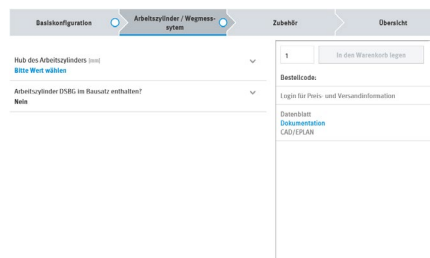 Basiskonfiguration
Arbeitszylinder / Wegmess-
sytem
Zubehör
Übersicht
Hub des Arbeitszylinders [mm]
Bitte Wert wählen
Arbeitszylinder DSBG im Bausatz enthalten?
Nein
1
In den Warenkorb legen
Bestellcode:
Login für Preis- und Versandinformation
Datenblatt
Dokumentation
CAD/EPLAN